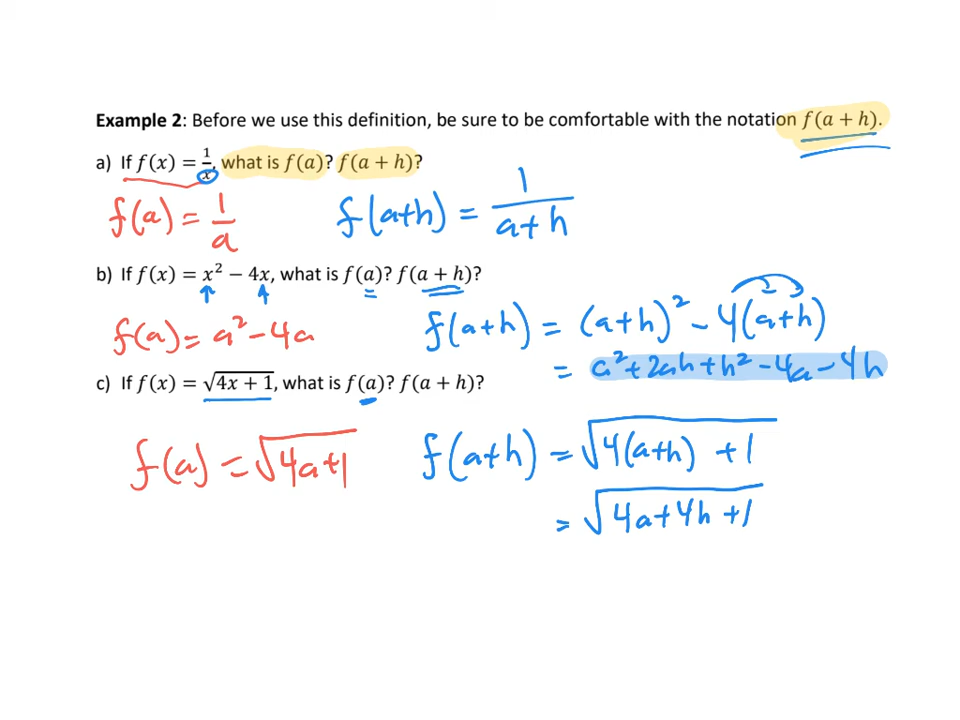 Example 2: Before we use this definition, be sure to be comfortable with the notation f(a + h).
a) If f(x) = 1/x, what is f(a)? f(a + h)?
f(a) = 1/a    f(a+h) = 1/(a+h)
b) If f(x) = x² − 4x, what is f(a)? f(a + h)?
f(a) = a² − 4a    f(a+h) = (a+h)² − 4(a+h)
= a² + 2ah + h² − 4a − 4h
c) If f(x) = √(4x + 1), what is f(a)? f(a + h)?
f(a) = √(4a+1)    f(a+h) = √(4(a+h) + 1)
= √(4a+4h+1)